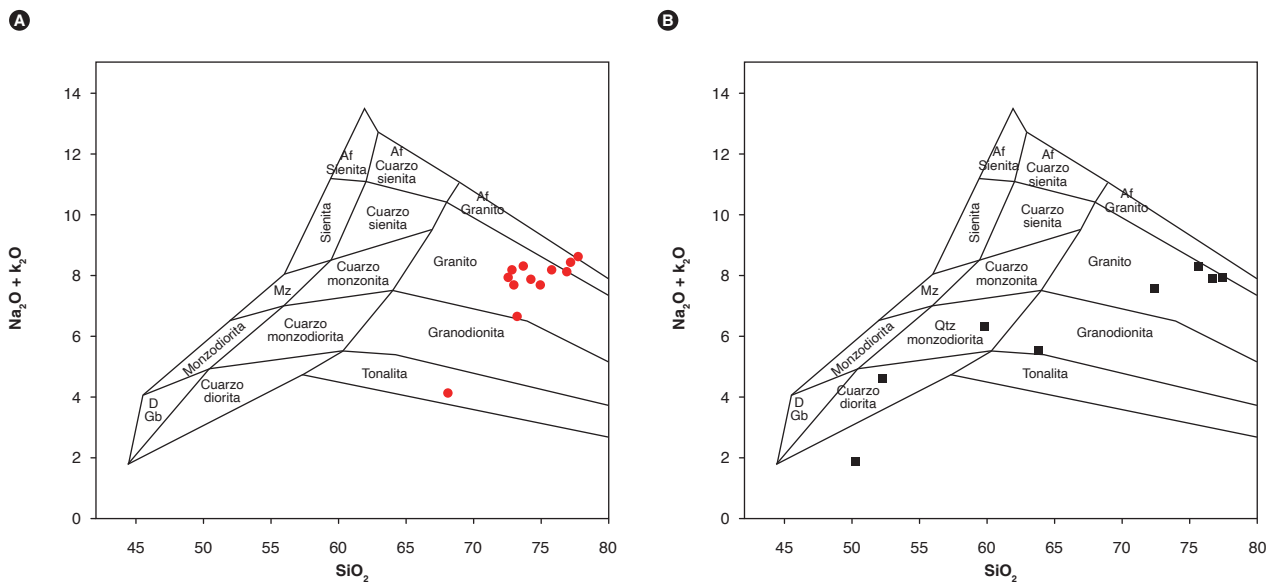 A
14
12
10
8
6
4
2
0
Na₂O + k₂O
45
50
55
60
65
70
75
80
SiO₂
Af
Sienita
Af
Cuarzo
sienita
Af
Granito
Sienita
Cuarzo
sienita
Mz
Cuarzo
monzonita
Granito
Monzodiorita
Cuarzo
monzodiorita
Granodionita
D
Gb
Cuarzo
diorita
Tonalita
B
14
12
10
8
6
4
2
0
Na₂O + k₂O
45
50
55
60
65
70
75
80
SiO₂
Af
Sienita
Af
Cuarzo
sienita
Af
Granito
Sienita
Cuarzo
sienita
Mz
Cuarzo
monzonita
Granito
Monzodiorita
Qtz
monzodiorita
Granodionita
D
Gb
Cuarzo
diorita
Tonalita